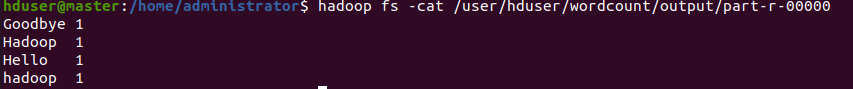 hduser@master:/home/administrator$ hadoop fs -cat /user/hduser/wordcount/output/part-r-00000
Goodbye 1
Hadoop  1
Hello   1
hadoop  1